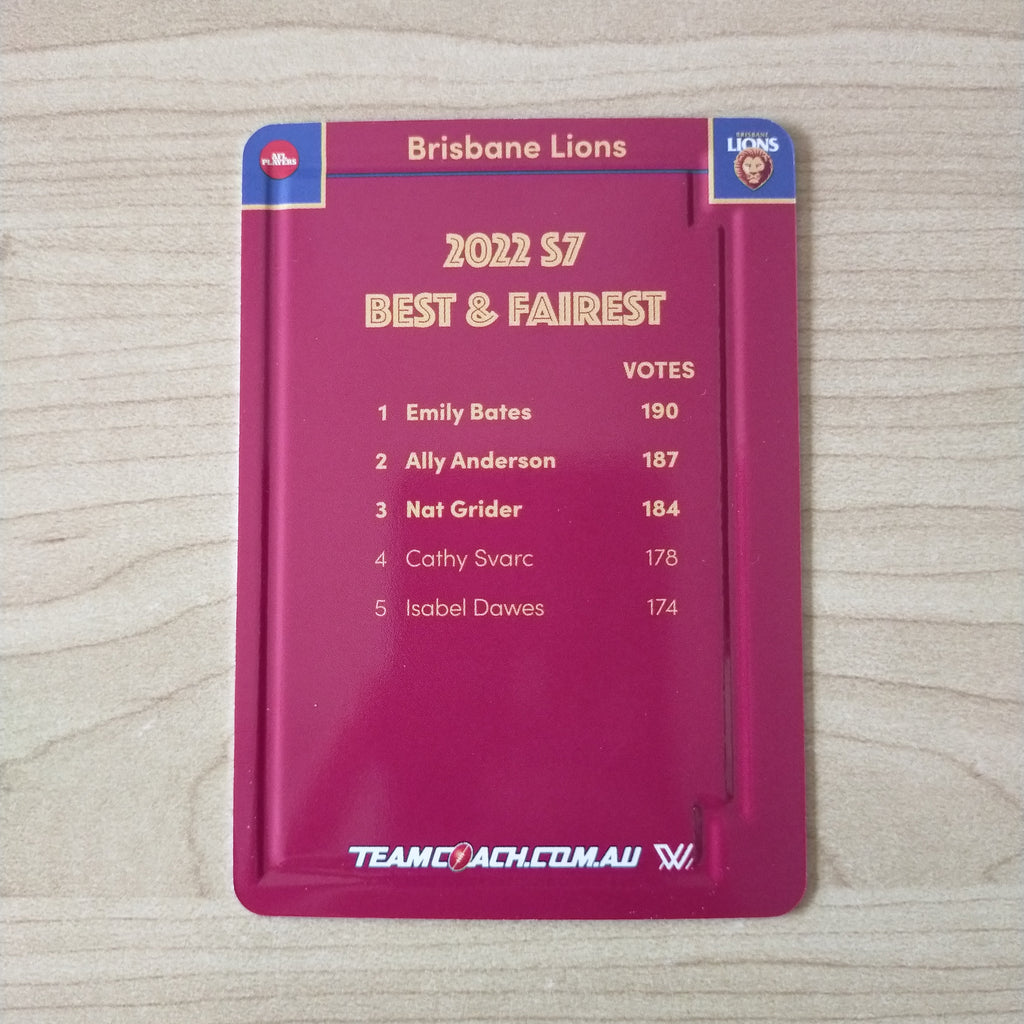 AFL
PLAYERS
Brisbane Lions
BRISBANE
LIONS
2022 S7
BEST & FAIREST
VOTES
1 Emily Bates 190
2 Ally Anderson 187
3 Nat Grider 184
4 Cathy Svarc 178
5 Isabel Dawes 174
TEAMCOACH.COM.AU W